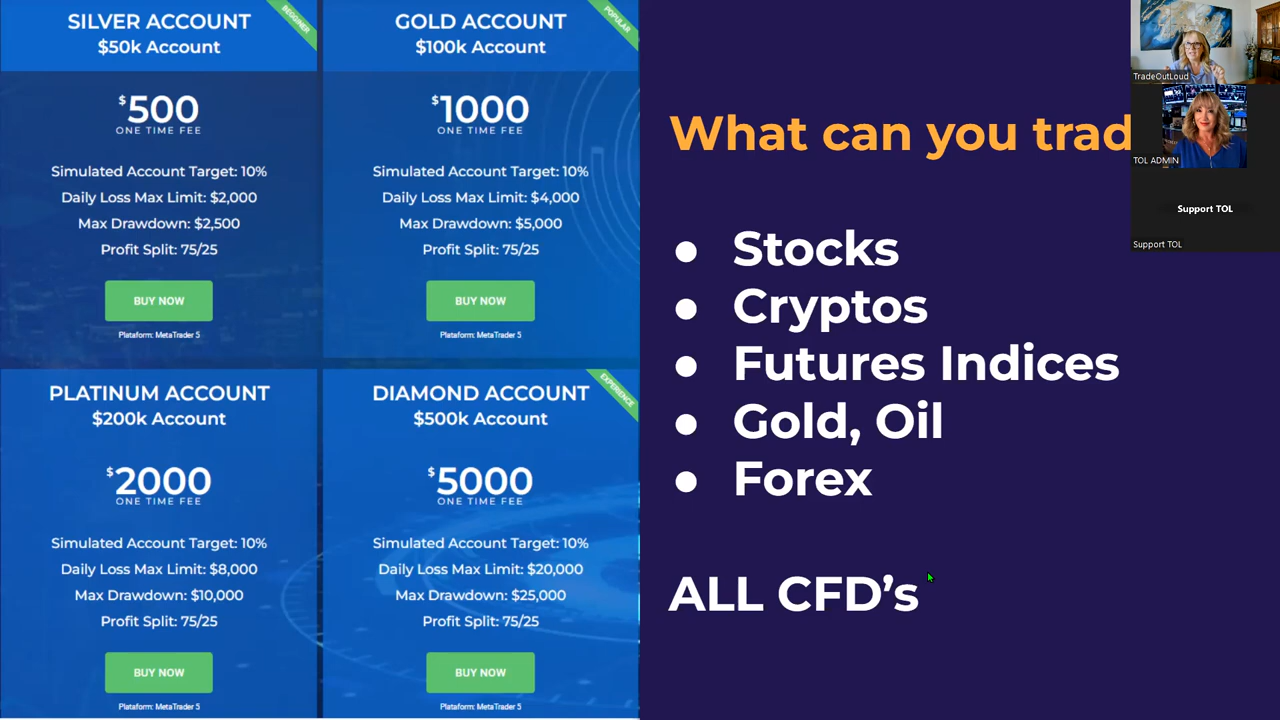 SILVER ACCOUNT
$50k Account
BEGGINER
$500
ONE TIME FEE
Simulated Account Target: 10%
Daily Loss Max Limit: $2,000
Max Drawdown: $2,500
Profit Split: 75/25
BUY NOW
Plataform: MetaTrader 5
GOLD ACCOUNT
$100k Account
POPULAR
$1000
ONE TIME FEE
Simulated Account Target: 10%
Daily Loss Max Limit: $4,000
Max Drawdown: $5,000
Profit Split: 75/25
BUY NOW
Plataform: MetaTrader 5
PLATINUM ACCOUNT
$200k Account
$2000
ONE TIME FEE
Simulated Account Target: 10%
Daily Loss Max Limit: $8,000
Max Drawdown: $10,000
Profit Split: 75/25
BUY NOW
Plataform: MetaTrader 5
DIAMOND ACCOUNT
$500k Account
EXPERIENCE
$5000
ONE TIME FEE
Simulated Account Target: 10%
Daily Loss Max Limit: $20,000
Max Drawdown: $25,000
Profit Split: 75/25
BUY NOW
Plataform: MetaTrader 5
What can you trad
● Stocks
● Cryptos
● Futures Indices
● Gold, Oil
● Forex
ALL CFD's
TradeOutLoud
TOL ADMIN
Support TOL
Support TOL